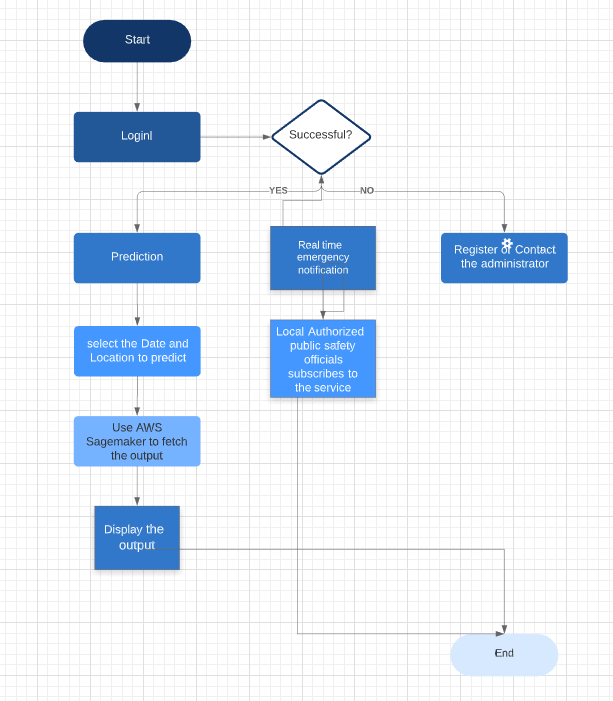 Start
Loginl
Successful?
YES
NO
Prediction
Real time
emergency
notification
Register or Contact
the administrator
select the Date and
Location to predict
Local Authorized
public safety
officials
subscribes to
the service
Use AWS
Sagemaker to fetch
the output
Display the
output
End